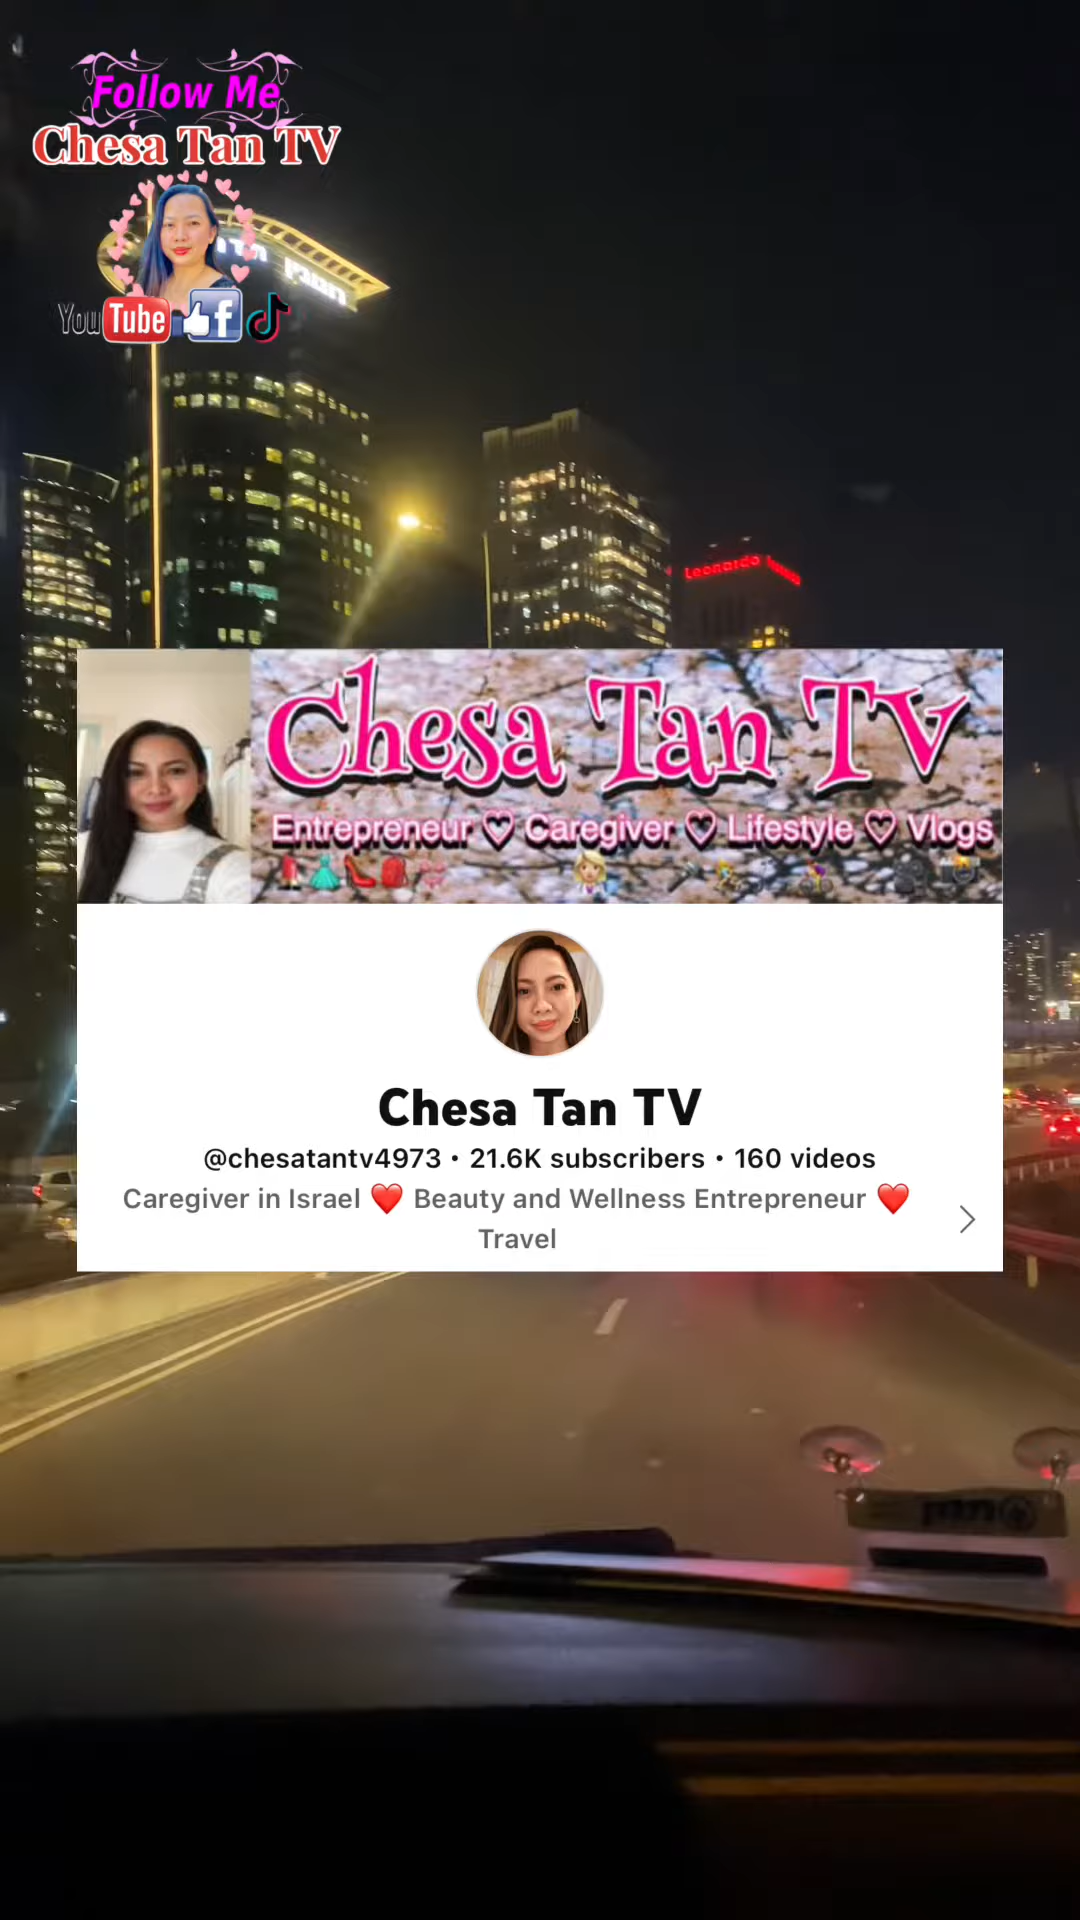 Follow Me
Chesa Tan TV
YouTube f
Leonardo
Chesa Tan TV
Entrepreneur ♡ Caregiver ♡ Lifestyle ♡ Vlogs
Chesa Tan TV
@chesatantv4973 • 21.6K subscribers • 160 videos
Caregiver in Israel ❤️ Beauty and Wellness Entrepreneur ❤️
Travel